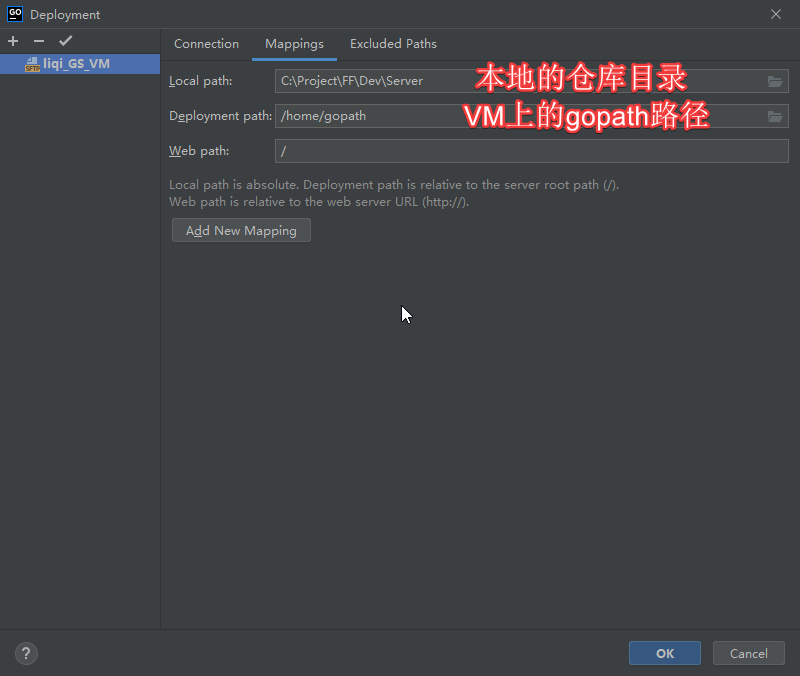 GO Deployment
SFTP liqi_GS_VM
Connection Mappings Excluded Paths
Local path: C:\Project\FF\Dev\Server 本地的仓库目录
Deployment path: /home/gopath VM上的gopath路径
Web path: /
Local path is absolute. Deployment path is relative to the server root path (/).
Web path is relative to the web server URL (http://).
Add New Mapping
? OK Cancel